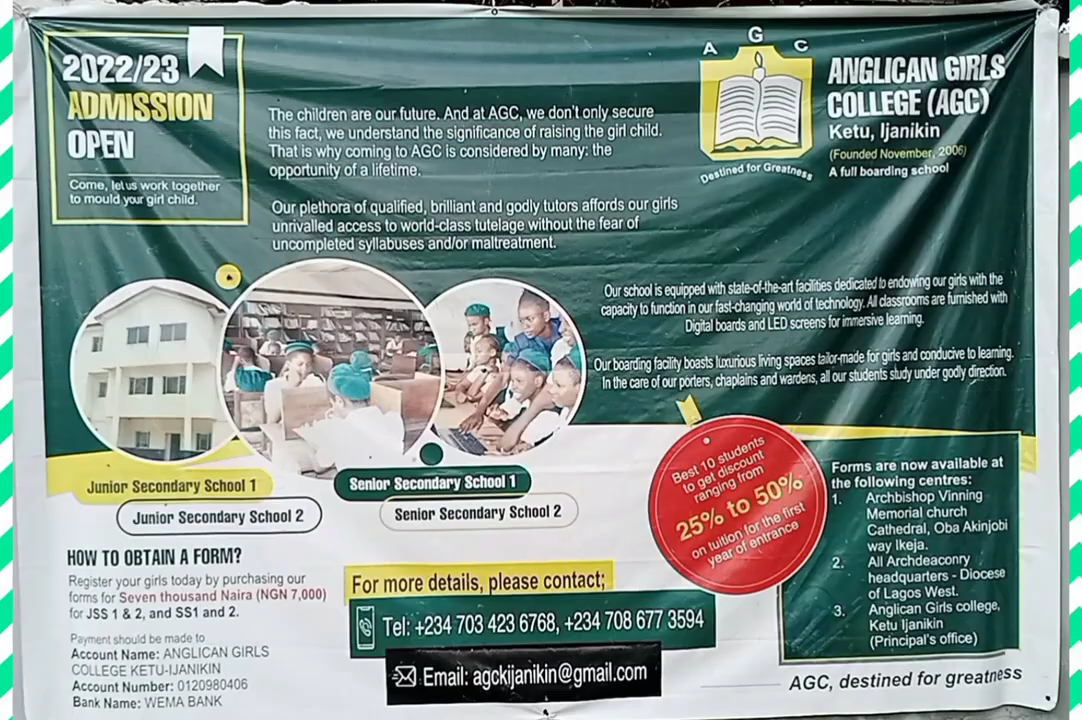 2022/23
ADMISSION
OPEN
Come, let us work together
to mould your girl child.
The children are our future. And at AGC, we don't only secure
this fact, we understand the significance of raising the girl child.
That is why coming to AGC is considered by many: the
opportunity of a lifetime.
Our plethora of qualified, brilliant and godly tutors affords our girls
unrivalled access to world-class tutelage without the fear of
uncompleted syllabuses and/or maltreatment.
A G C
Destined for Greatness
ANGLICAN GIRLS
COLLEGE (AGC)
Ketu, Ijanikin
(Founded November, 2006)
A full boarding school
Our school is equipped with state-of-the-art facilities dedicated to endowing our girls with the
capacity to function in our fast-changing world of technology. All classrooms are furnished with
Digital boards and LED screens for immersive learning.
Our boarding facility boasts luxurious living spaces tailor-made for girls and conducive to learning.
In the care of our porters, chaplains and wardens, all our students study under godly direction.
Junior Secondary School 1
Junior Secondary School 2
Senior Secondary School 1
Senior Secondary School 2
HOW TO OBTAIN A FORM?
Register your girls today by purchasing our
forms for Seven thousand Naira (NGN 7,000)
for JSS 1 & 2, and SS1 and 2.
Payment should be made to
Account Name: ANGLICAN GIRLS
COLLEGE KETU-IJANIKIN
Account Number: 0120980406
Bank Name: WEMA BANK
For more details, please contact;
Tel: +234 703 423 6768, +234 708 677 3594
Email: agckijanikin@gmail.com
Best 10 students
to get discount
ranging from
25% to 50%
on tuition for the first
year of entrance
Forms are now available at
the following centres:
1. Archbishop Vinning
Memorial church
Cathedral, Oba Akinjobi
way Ikeja.
2. All Archdeaconry
headquarters - Diocese
of Lagos West.
3. Anglican Girls college,
Ketu Ijanikin
(Principal's office)
AGC, destined for greatness